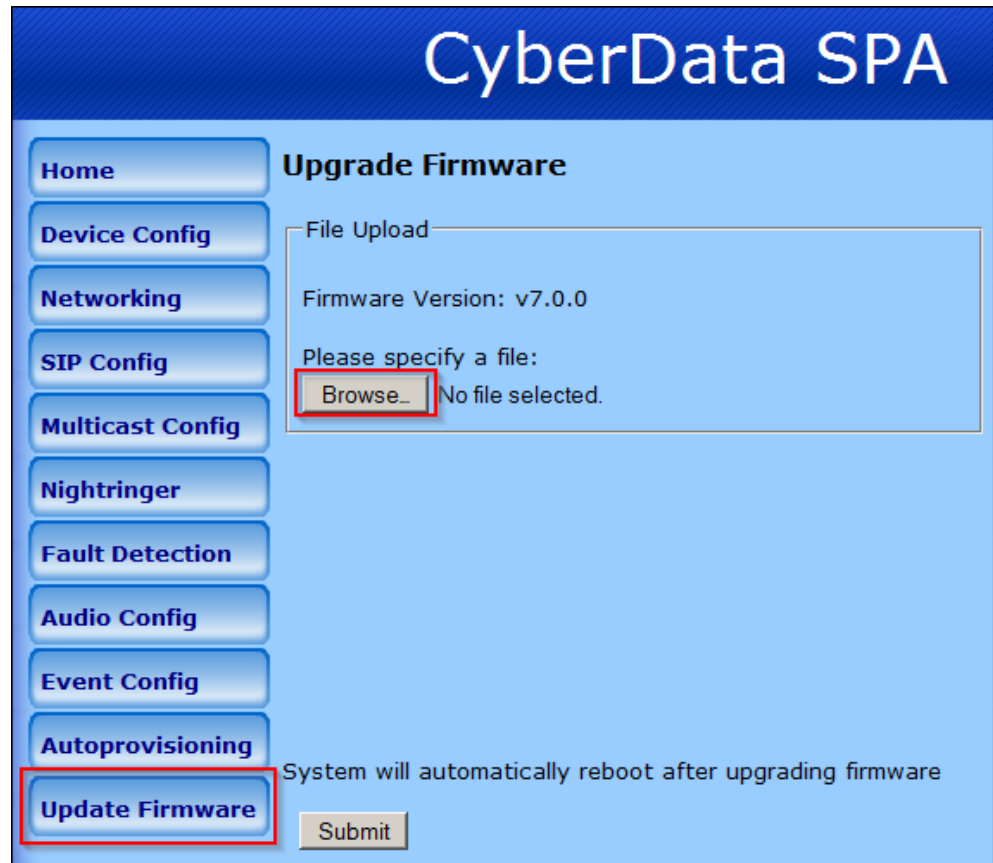 CyberData SPA
Home
Device Config
Networking
SIP Config
Multicast Config
Nightringer
Fault Detection
Audio Config
Event Config
Autoprovisioning
Update Firmware
Upgrade Firmware
File Upload
Firmware Version: v7.0.0
Please specify a file:
Browse… No file selected.
System will automatically reboot after upgrading firmware
Submit